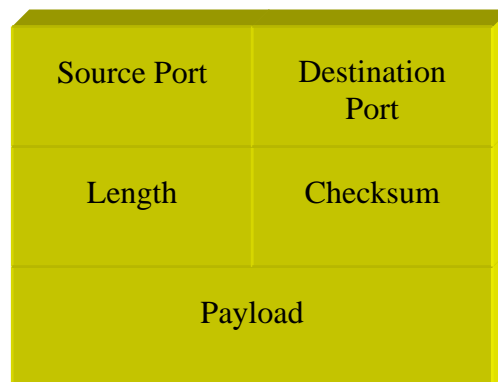 Source Port
Destination
Port
Length
Checksum
Payload